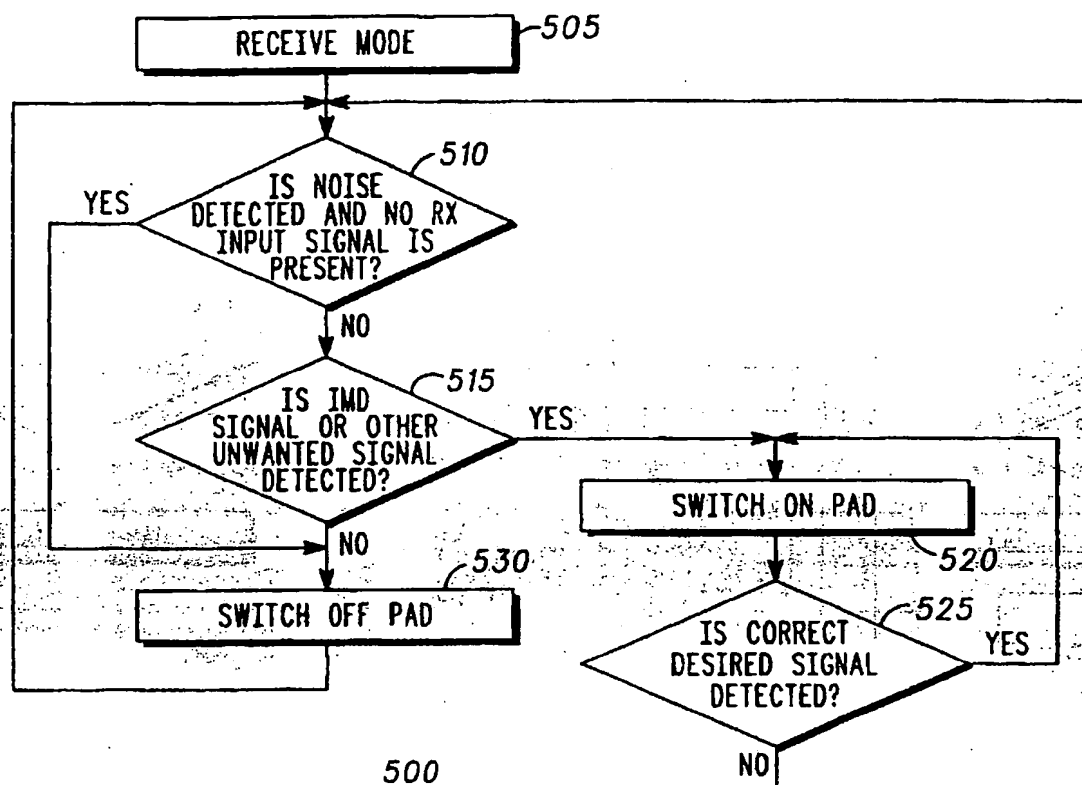 RECEIVE MODE
505
510
IS NOISE
DETECTED AND NO RX
INPUT SIGNAL IS
PRESENT?
YES
NO
515
IS IMD
SIGNAL OR OTHER
UNWANTED SIGNAL
DETECTED?
YES
NO
SWITCH ON PAD
520
530
SWITCH OFF PAD
525
IS CORRECT
DESIRED SIGNAL
DETECTED?
YES
NO
500